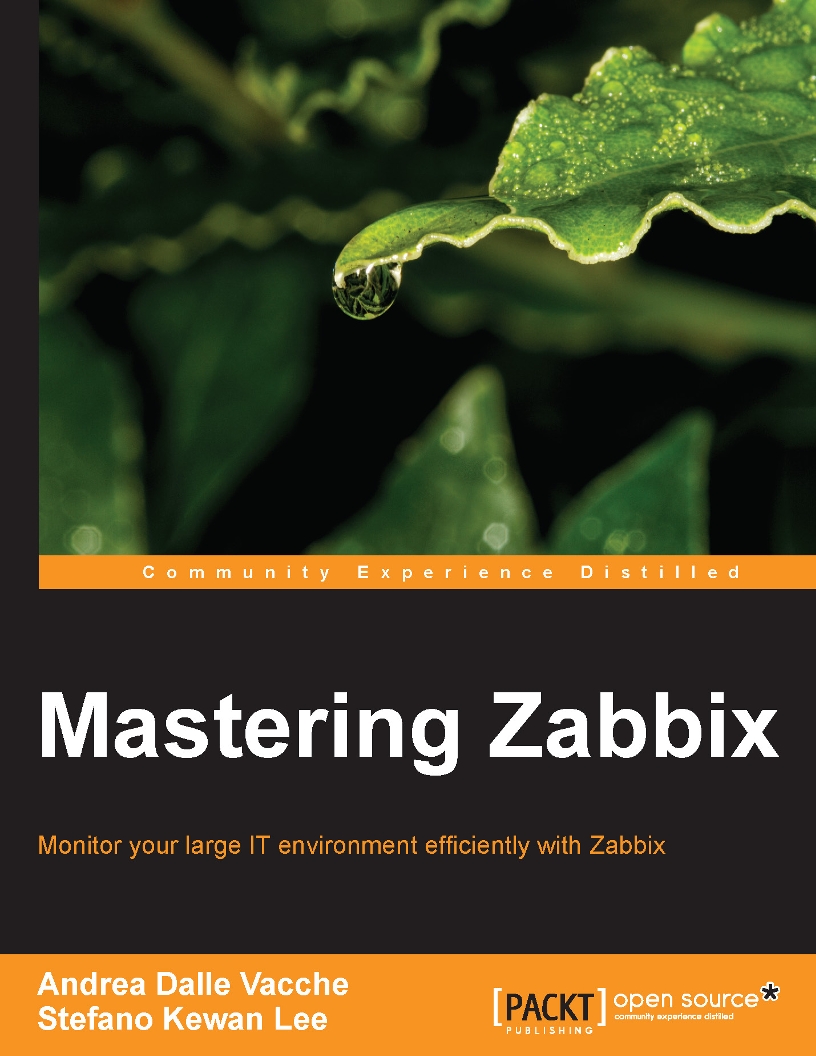 Community Experience Distilled
Mastering Zabbix
Monitor your large IT environment efficiently with Zabbix
Andrea Dalle Vacche
Stefano Kewan Lee
[PACKT]
PUBLISHING
open source*
community experience distilled